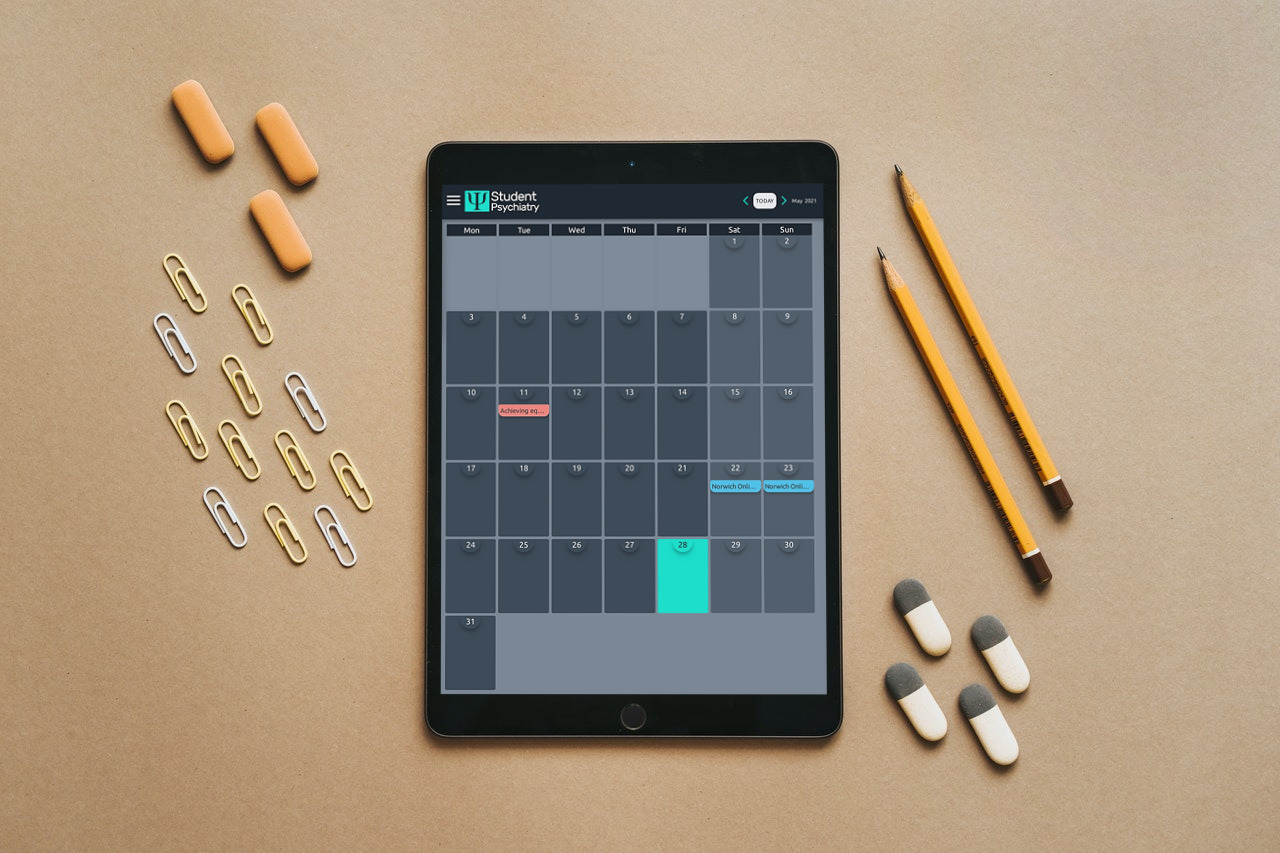 Student
Psychiatry
TODAY May 2021
Mon Tue Wed Thu Fri Sat Sun
1 2
3 4 5 6 7 8 9
10 11 12 13 14 15 16
Achieving eq...
17 18 19 20 21 22 23
Norwich Onli... Norwich Onli...
24 25 26 27 28 29 30
31